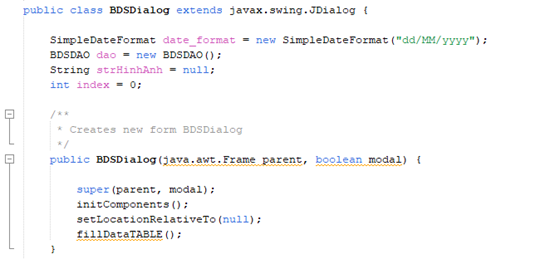 public class BDSDialog extends javax.swing.JDialog {
SimpleDateFormat date_format = new SimpleDateFormat("dd/MM/yyyy");
BDSDAO dao = new BDSDAO();
String strHinhAnh = null;
int index = 0;
/**
* Creates new form BDSDialog
*/
public BDSDialog(java.awt.Frame parent, boolean modal) {
super(parent, modal);
initComponents();
setLocationRelativeTo(null);
fillDataTABLE();
}